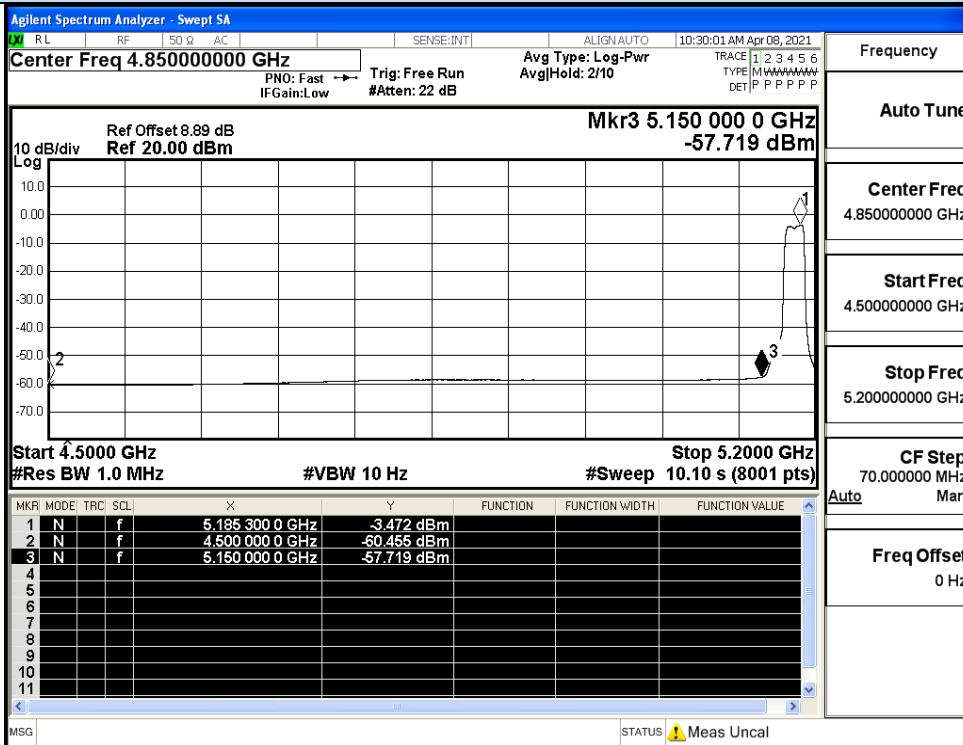 Agilent Spectrum Analyzer - Swept SA
LXI RL RF 50 Ω AC SENSE:INT ALIGN AUTO 10:30:01 AM Apr 08, 2021
Center Freq 4.850000000 GHz
PNO: Fast
IFGain:Low
Trig: Free Run
#Atten: 22 dB
Avg Type: Log-Pwr
Avg|Hold: 2/10
TRACE 1 2 3 4 5 6
TYPE M WWWWW
DET P P P P P P
Mkr3 5.150 000 0 GHz
-57.719 dBm
Ref Offset 8.89 dB
10 dB/div Ref 20.00 dBm
Log
10.0
0.00
-10.0
-20.0
-30.0
-40.0
-50.0
-60.0
-70.0
1
2
3
Start 4.5000 GHz Stop 5.2000 GHz
#Res BW 1.0 MHz #VBW 10 Hz #Sweep 10.10 s (8001 pts)
MKR MODE TRC SCL X Y FUNCTION FUNCTION WIDTH FUNCTION VALUE
1 N f 5.185 300 0 GHz -3.472 dBm
2 N f 4.500 000 0 GHz -60.455 dBm
3 N f 5.150 000 0 GHz -57.719 dBm
4
5
6
7
8
9
10
11
MSG STATUS Meas Uncal
Frequency
Auto Tune
Center Freq
4.850000000 GHz
Start Freq
4.500000000 GHz
Stop Freq
5.200000000 GHz
CF Step
70.000000 MHz
Auto Man
Freq Offset
0 Hz